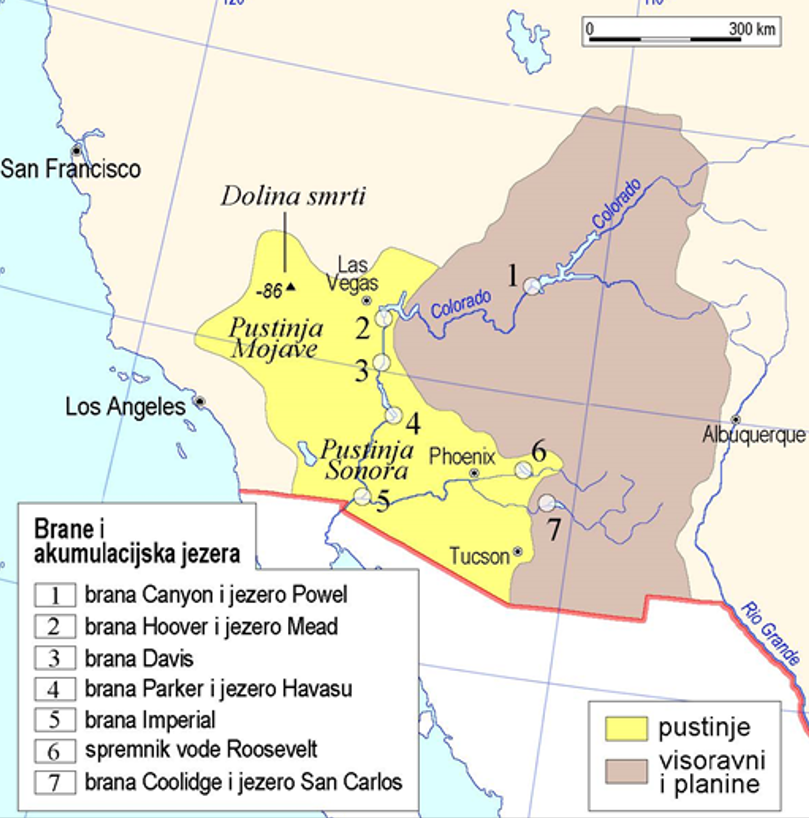 120
110
0 300 km
San Francisco
Dolina smrti
Colorado
-86
Las
Vegas
1
Colorado
2
Pustinja
Mojave
3
Los Angeles
4
Albuquerque
Pustinja
Sonora
Phoenix
6
5
7
Tucson
Rio Grande
Brane i
akumulacijska jezera
1 brana Canyon i jezero Powel
2 brana Hoover i jezero Mead
3 brana Davis
4 brana Parker i jezero Havasu
5 brana Imperial
6 spremnik vode Roosevelt
7 brana Coolidge i jezero San Carlos
pustinje
visoravni
i planine